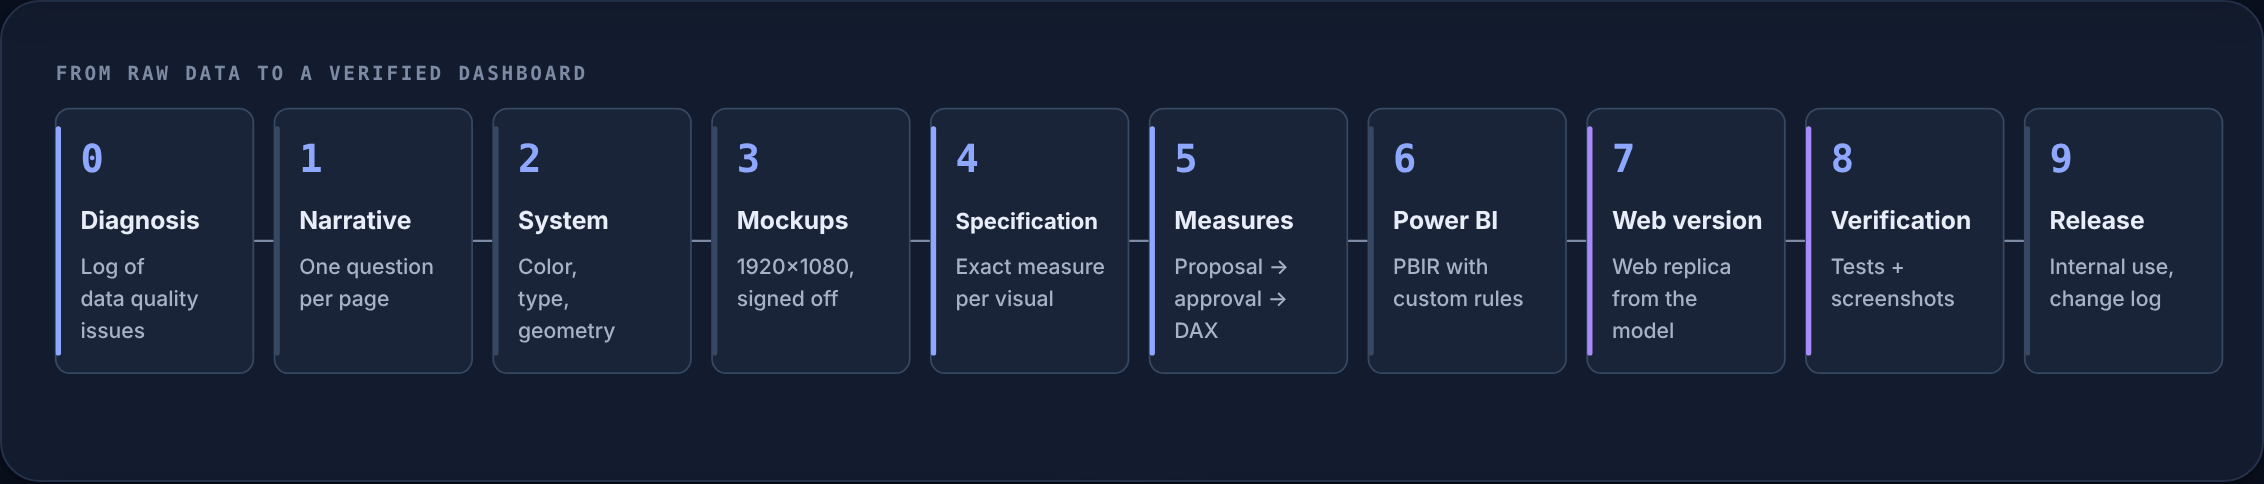 FROM RAW DATA TO A VERIFIED DASHBOARD
0
Diagnosis
Log of
data quality
issues
1
Narrative
One question
per page
2
System
Color,
type,
geometry
3
Mockups
1920×1080,
signed off
4
Specification
Exact measure
per visual
5
Measures
Proposal →
approval →
DAX
6
Power BI
PBIR with
custom rules
7
Web version
Web replica
from the
model
8
Verification
Tests +
screenshots
9
Release
Internal use,
change log